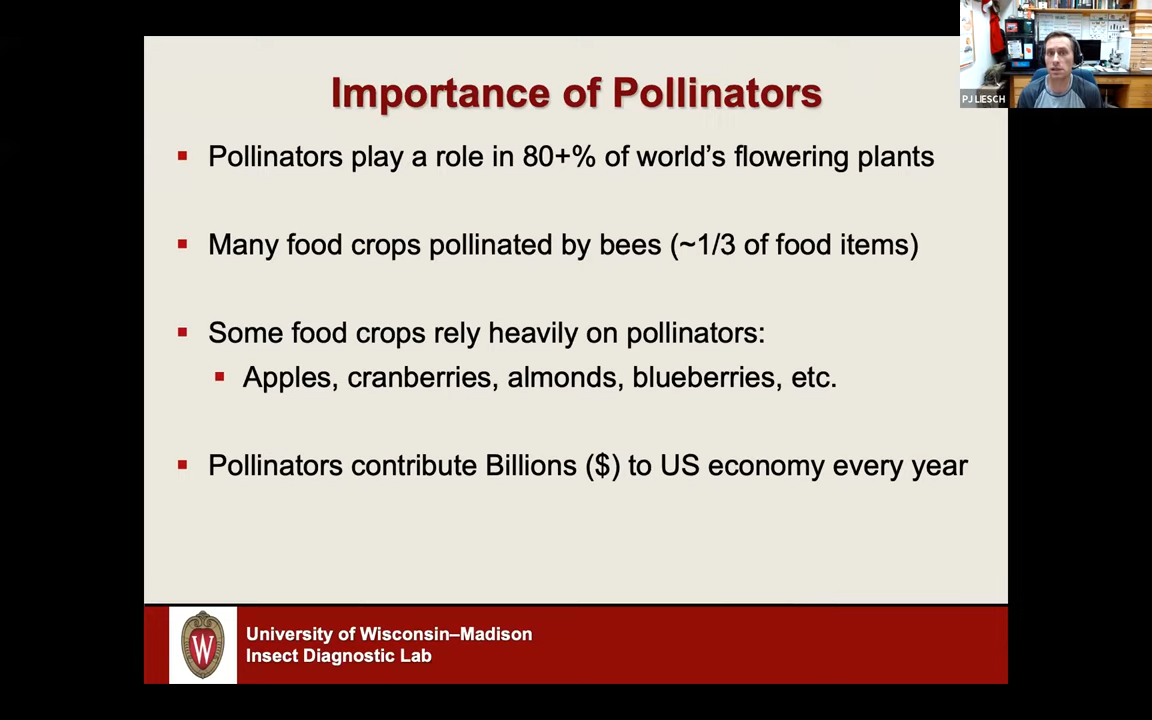 Importance of Pollinators
PJ LIESCH
Pollinators play a role in 80+% of world’s flowering plants
Many food crops pollinated by bees (~1/3 of food items)
Some food crops rely heavily on pollinators:
Apples, cranberries, almonds, blueberries, etc.
Pollinators contribute Billions ($) to US economy every year
W
University of Wisconsin–Madison
Insect Diagnostic Lab